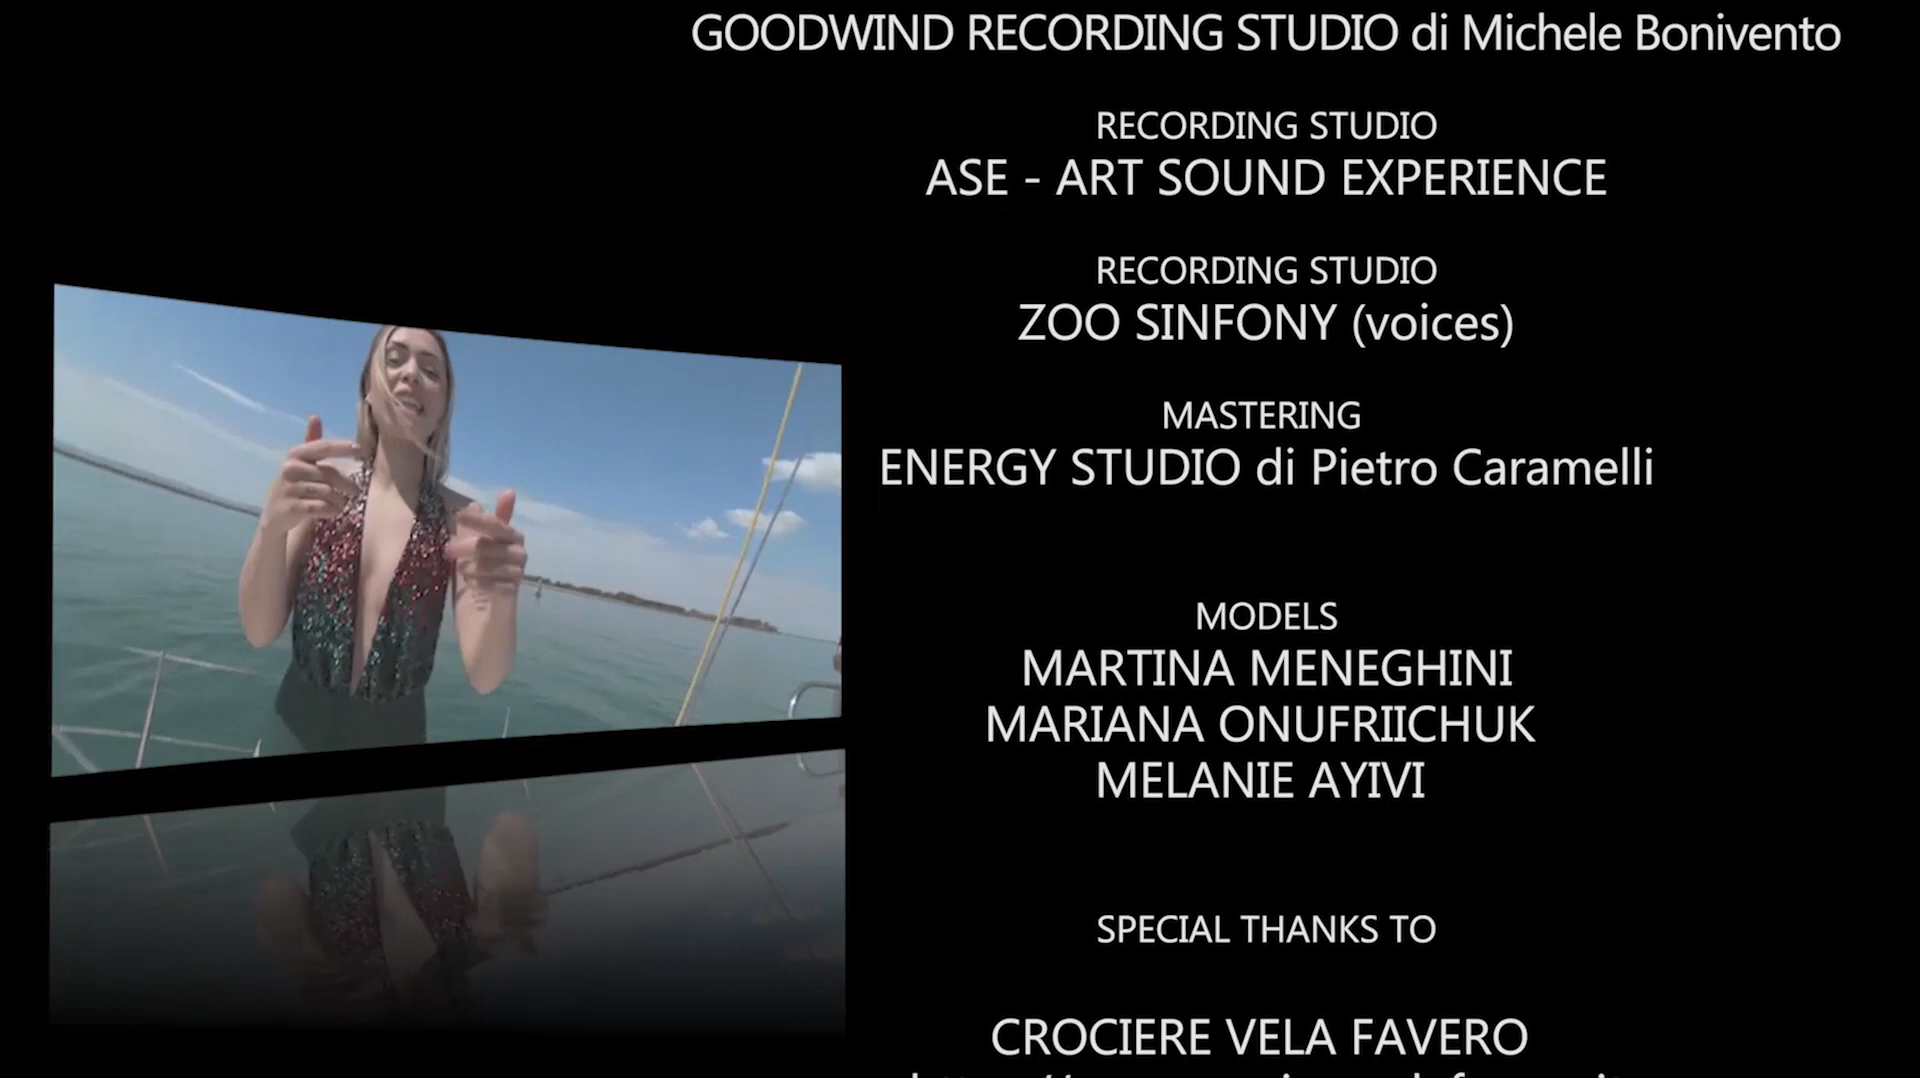 GOODWIND RECORDING STUDIO di Michele Bonivento
RECORDING STUDIO
ASE - ART SOUND EXPERIENCE
RECORDING STUDIO
ZOO SINFONY (voices)
MASTERING
ENERGY STUDIO di Pietro Caramelli
MODELS
MARTINA MENEGHINI
MARIANA ONUFRIICHUK
MELANIE AYIVI
SPECIAL THANKS TO
CROCIERE VELA FAVERO